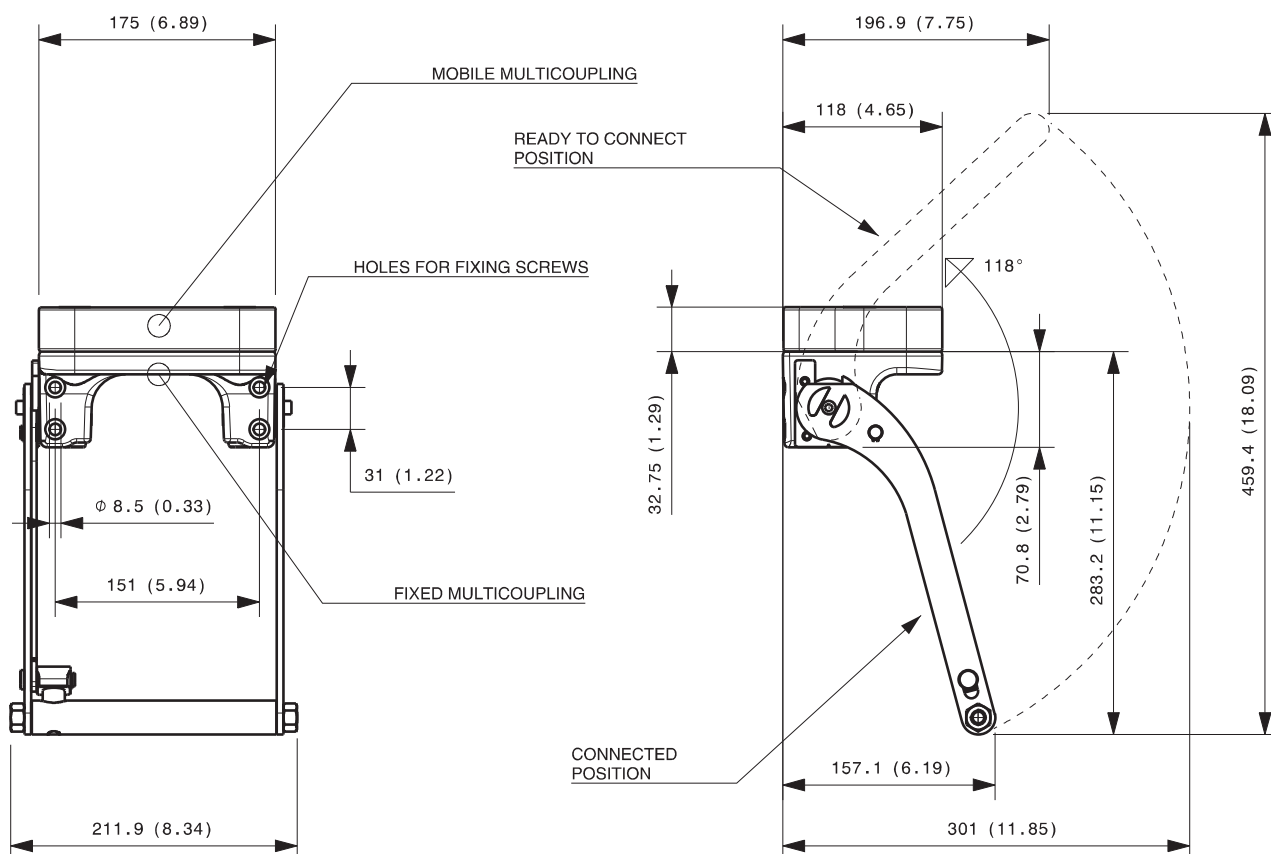 175 (6.89)
196.9 (7.75)
MOBILE MULTICOUPLING
118 (4.65)
READY TO CONNECT
POSITION
HOLES FOR FIXING SCREWS
118°
32.75 (1.29)
459.4 (18.09)
31 (1.22)
ϕ 8.5 (0.33)
70.8 (2.79)
283.2 (11.15)
151 (5.94)
FIXED MULTICOUPLING
CONNECTED
POSITION
157.1 (6.19)
211.9 (8.34)
301 (11.85)